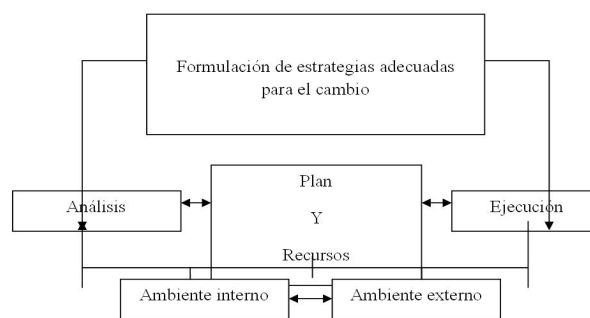 Formulación de estrategias adecuadas
para el cambio
Análisis
Plan
Y
Recursos
Ejecución
Ambiente interno
Ambiente externo